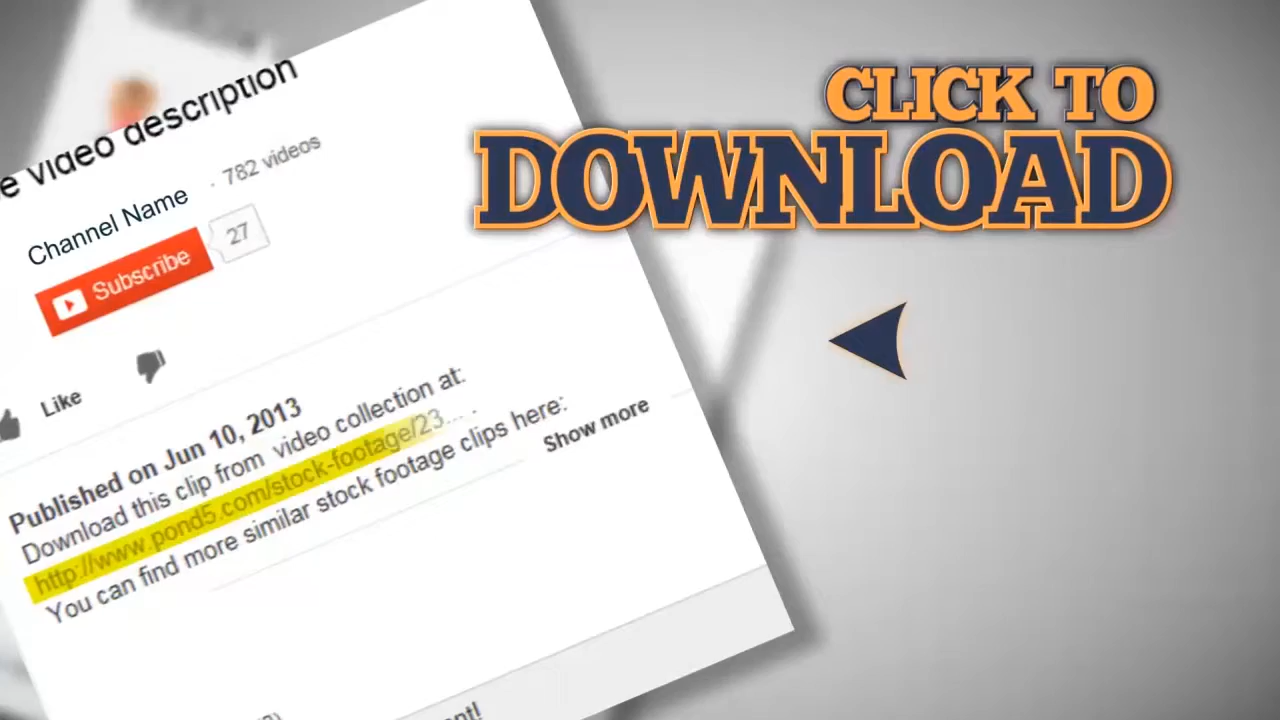 CLICK TO
DOWNLOAD
e video description
Channel Name · 782 videos
Subscribe 27
Like
Published on Jun 10, 2013
Download this clip from video collection at:
http://www.pond5.com/stock-footage/23... .
You can find more similar stock footage clips here:
Show more